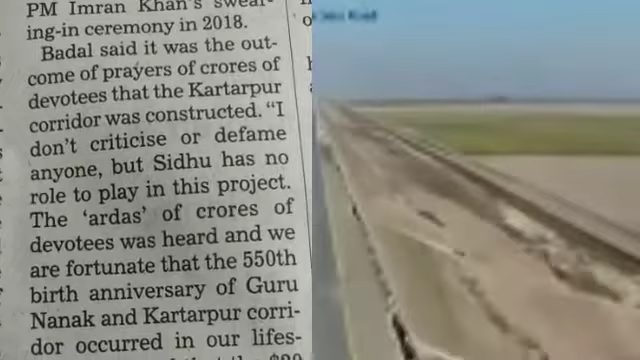 PM Imran Khan's swear-
ing-in ceremony in 2018.
Badal said it was the out-
come of prayers of crores of
devotees that the Kartarpur
corridor was constructed. "I
don't criticise or defame
anyone, but Sidhu has no
role to play in this project.
The 'ardas' of crores of
devotees was heard and we
are fortunate that the 550th
birth anniversary of Guru
Nanak and Kartarpur corri-
dor occurred in our lifes-
Road